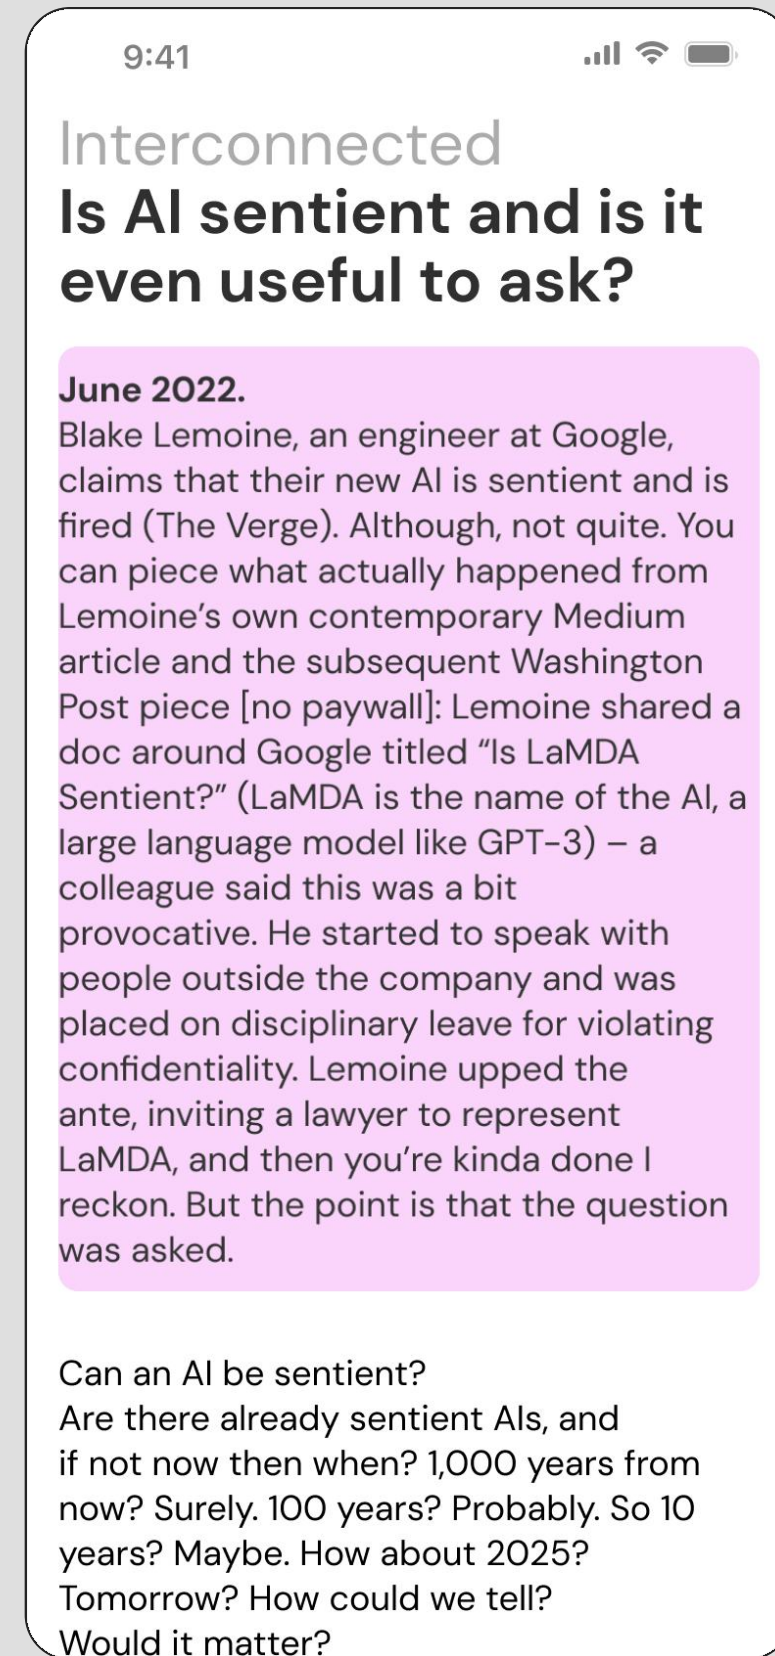 9:41
Interconnected
Is AI sentient and is it
even useful to ask?
June 2022.
Blake Lemoine, an engineer at Google,
claims that their new AI is sentient and is
fired (The Verge). Although, not quite. You
can piece what actually happened from
Lemoine’s own contemporary Medium
article and the subsequent Washington
Post piece [no paywall]: Lemoine shared a
doc around Google titled “Is LaMDA
Sentient?” (LaMDA is the name of the AI, a
large language model like GPT-3) – a
colleague said this was a bit
provocative. He started to speak with
people outside the company and was
placed on disciplinary leave for violating
confidentiality. Lemoine upped the
ante, inviting a lawyer to represent
LaMDA, and then you’re kinda done I
reckon. But the point is that the question
was asked.
Can an AI be sentient?
Are there already sentient AIs, and
if not now then when? 1,000 years from
now? Surely. 100 years? Probably. So 10
years? Maybe. How about 2025?
Tomorrow? How could we tell?
Would it matter?